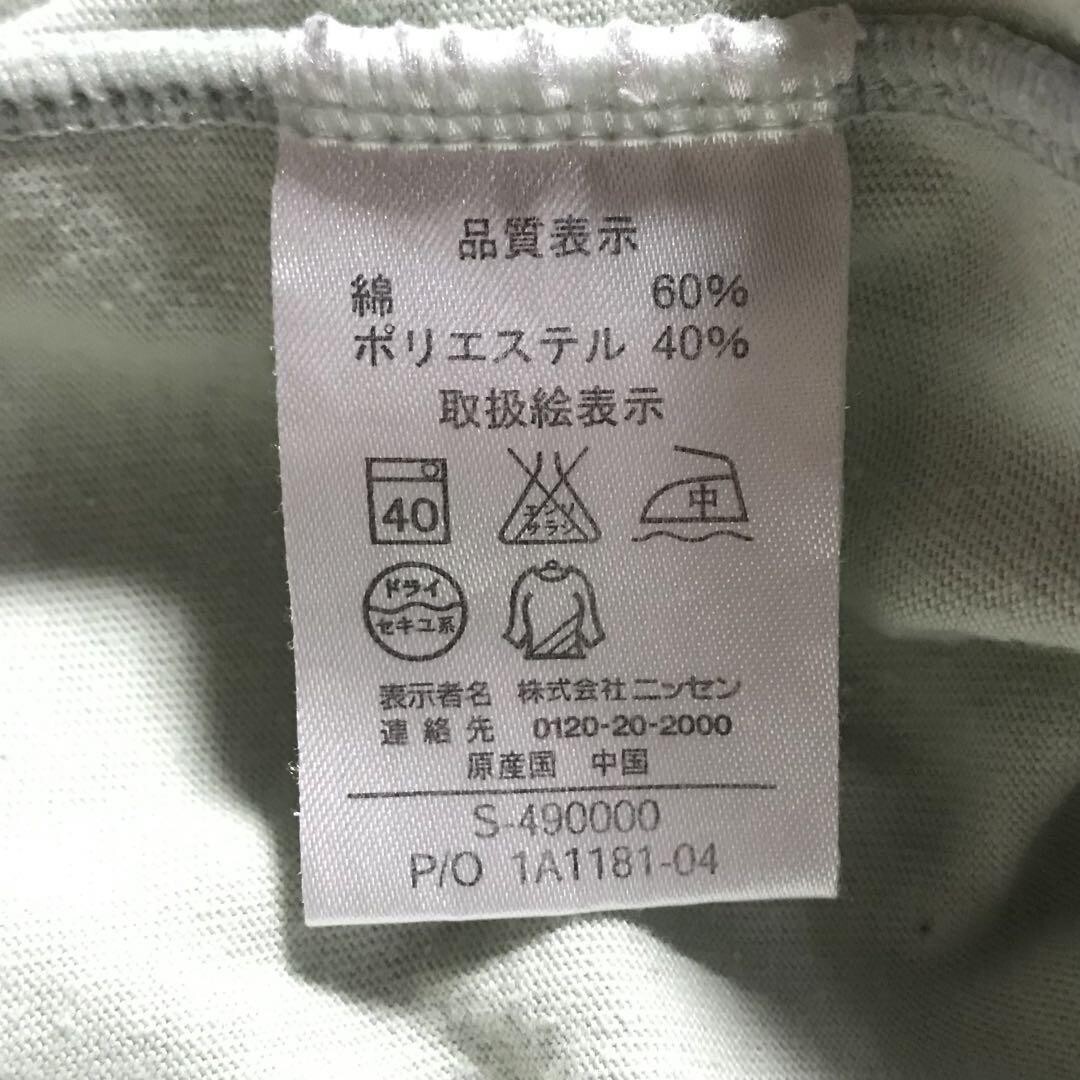 品質表示
綿 60%
ポリエステル 40%
取扱絵表示
40
エンソ
サラシ
中
ドライ
セキユ系
表示者名 株式会社ニッセン
連絡先 0120-20-2000
原産国 中国
S-490000
P/O 1A1181-04